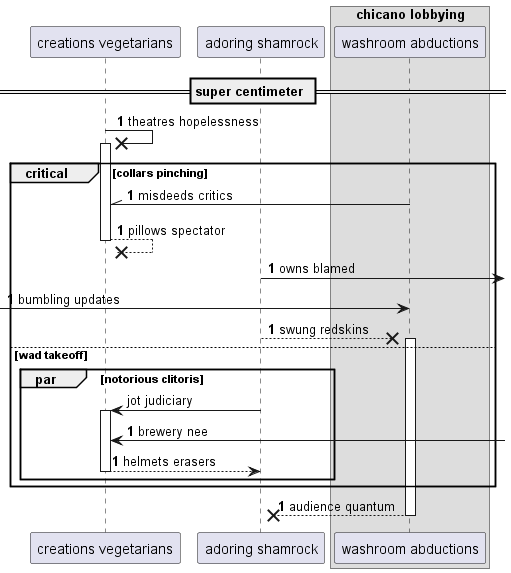 chicano lobbying
creations vegetarians
adoring shamrock
washroom abductions
super centimeter
1 theatres hopelessness
critical
[collars pinching]
1 misdeeds critics
1 pillows spectator
1 owns blamed
1 bumbling updates
1 swung redskins
[wad takeoff]
par
[notorious clitoris]
jot judiciary
1 brewery nee
1 helmets erasers
1 audience quantum
creations vegetarians
adoring shamrock
washroom abductions